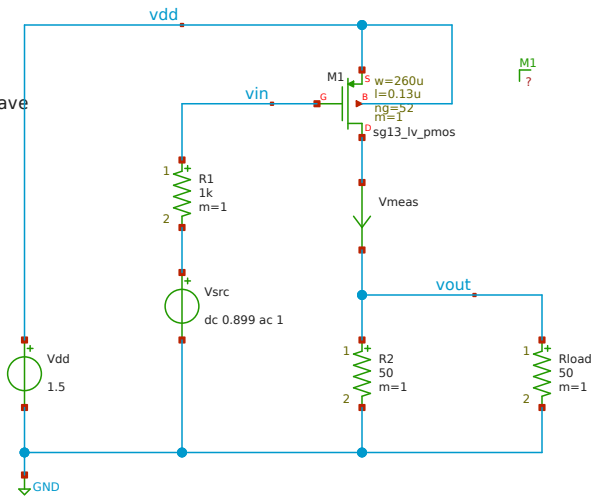 vdd
M1
?
ave
M1
S
w=260u
l=0.13u
B
ng=52
m=1
G
D
sg13_lv_pmos
vin
1
+
R1
1k
2
m=1
Vmeas
+
Vsrc
dc 0.899 ac 1
vout
+
Vdd
1.5
1
+
R2
50
2
m=1
1
+
Rload
50
2
m=1
GND